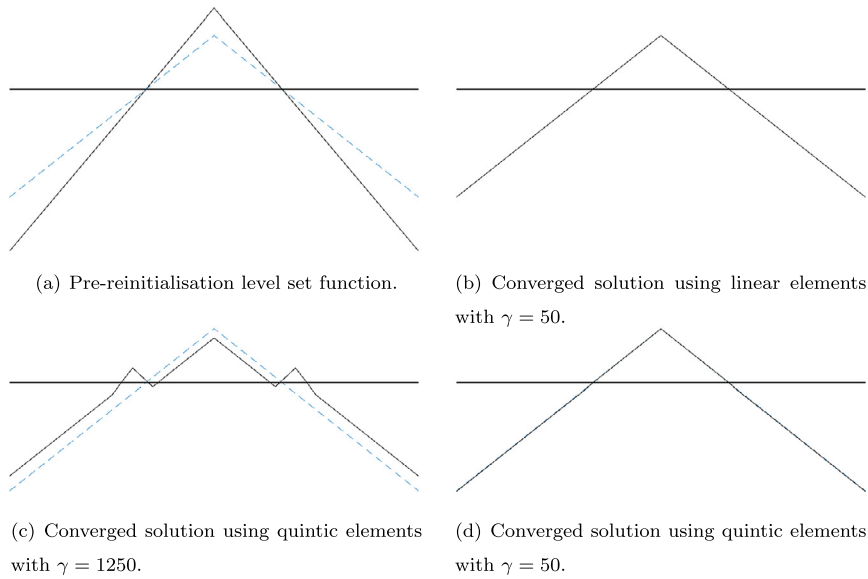 (a) Pre-reinitialisation level set function.
(b) Converged solution using linear elements
with γ = 50.
(c) Converged solution using quintic elements
with γ = 1250.
(d) Converged solution using quintic elements
with γ = 50.